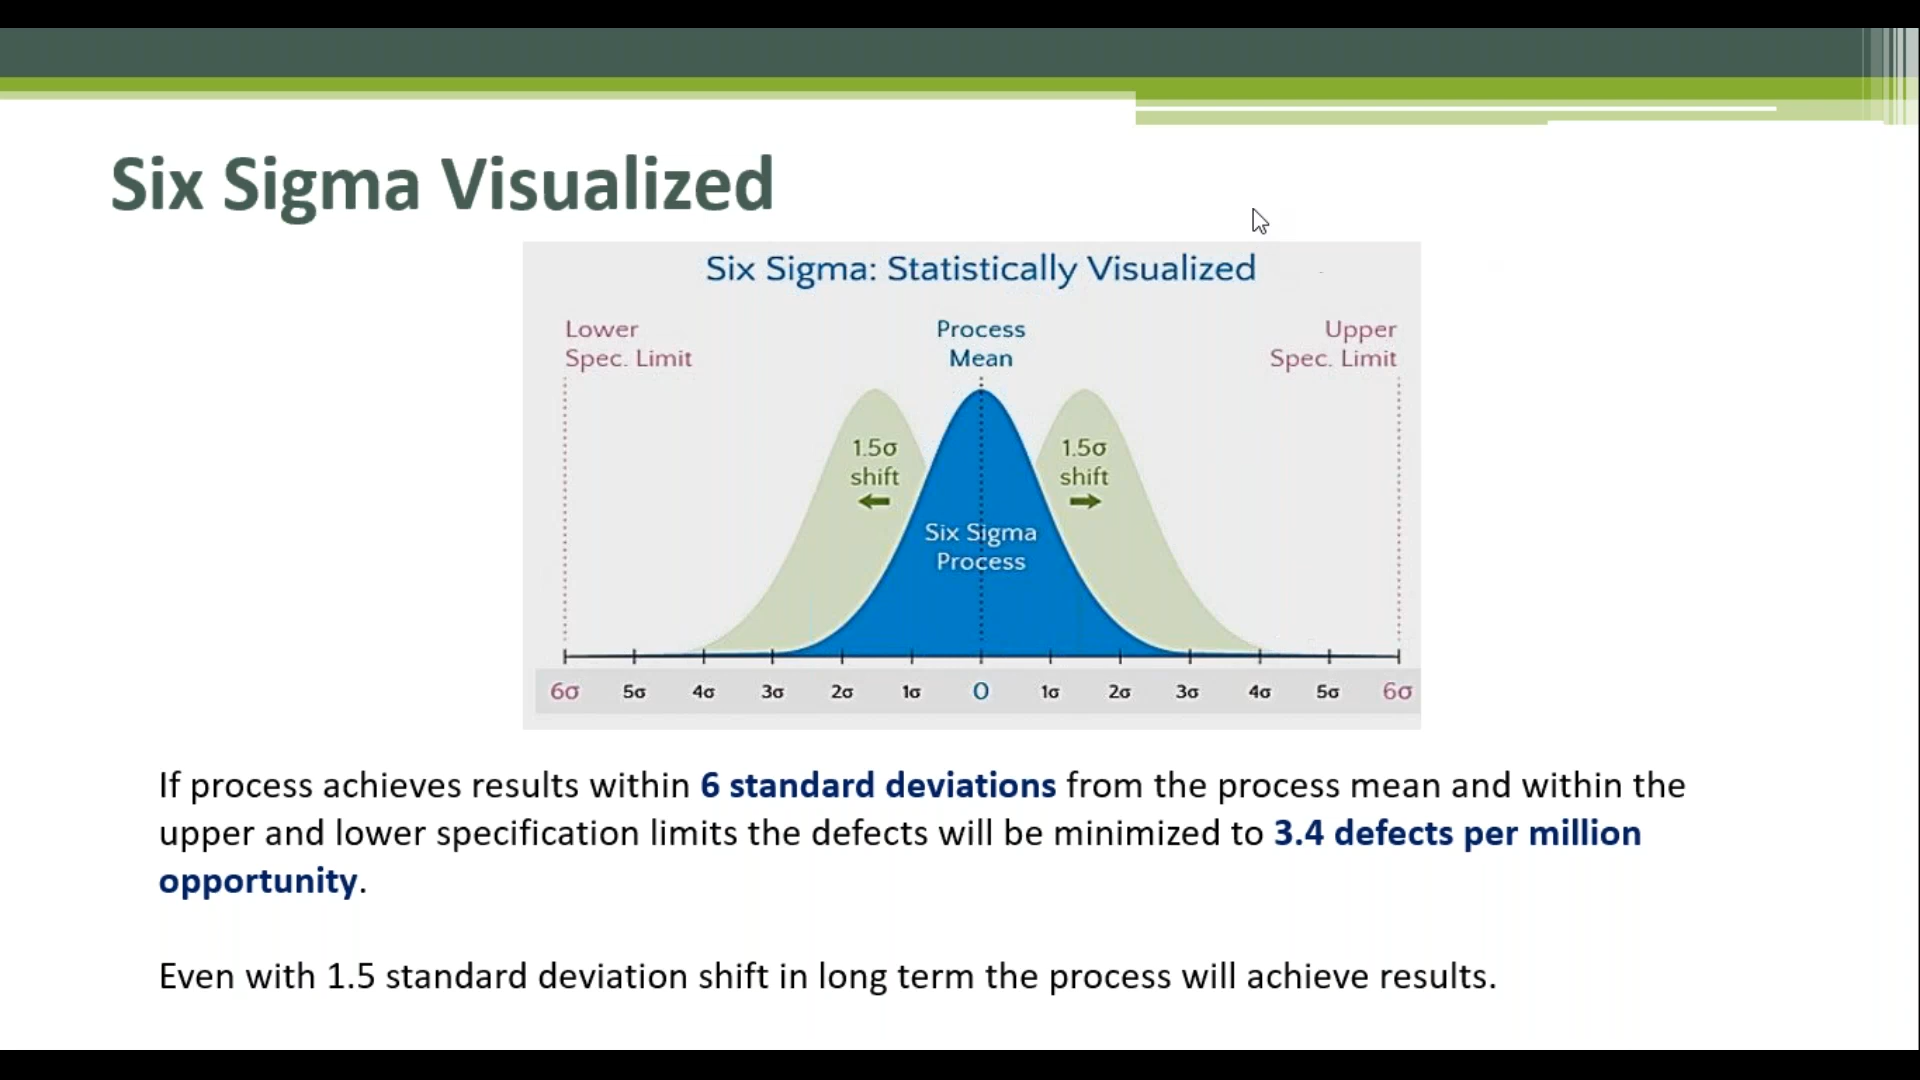 Six Sigma Visualized
Six Sigma: Statistically Visualized
Lower
Spec. Limit
Process
Mean
Upper
Spec. Limit
1.5σ
shift
1.5σ
shift
Six Sigma
Process
6σ 5σ 4σ 3σ 2σ 1σ 0 1σ 2σ 3σ 4σ 5σ 6σ
If process achieves results within 6 standard deviations from the process mean and within the
upper and lower specification limits the defects will be minimized to 3.4 defects per million
opportunity.
Even with 1.5 standard deviation shift in long term the process will achieve results.